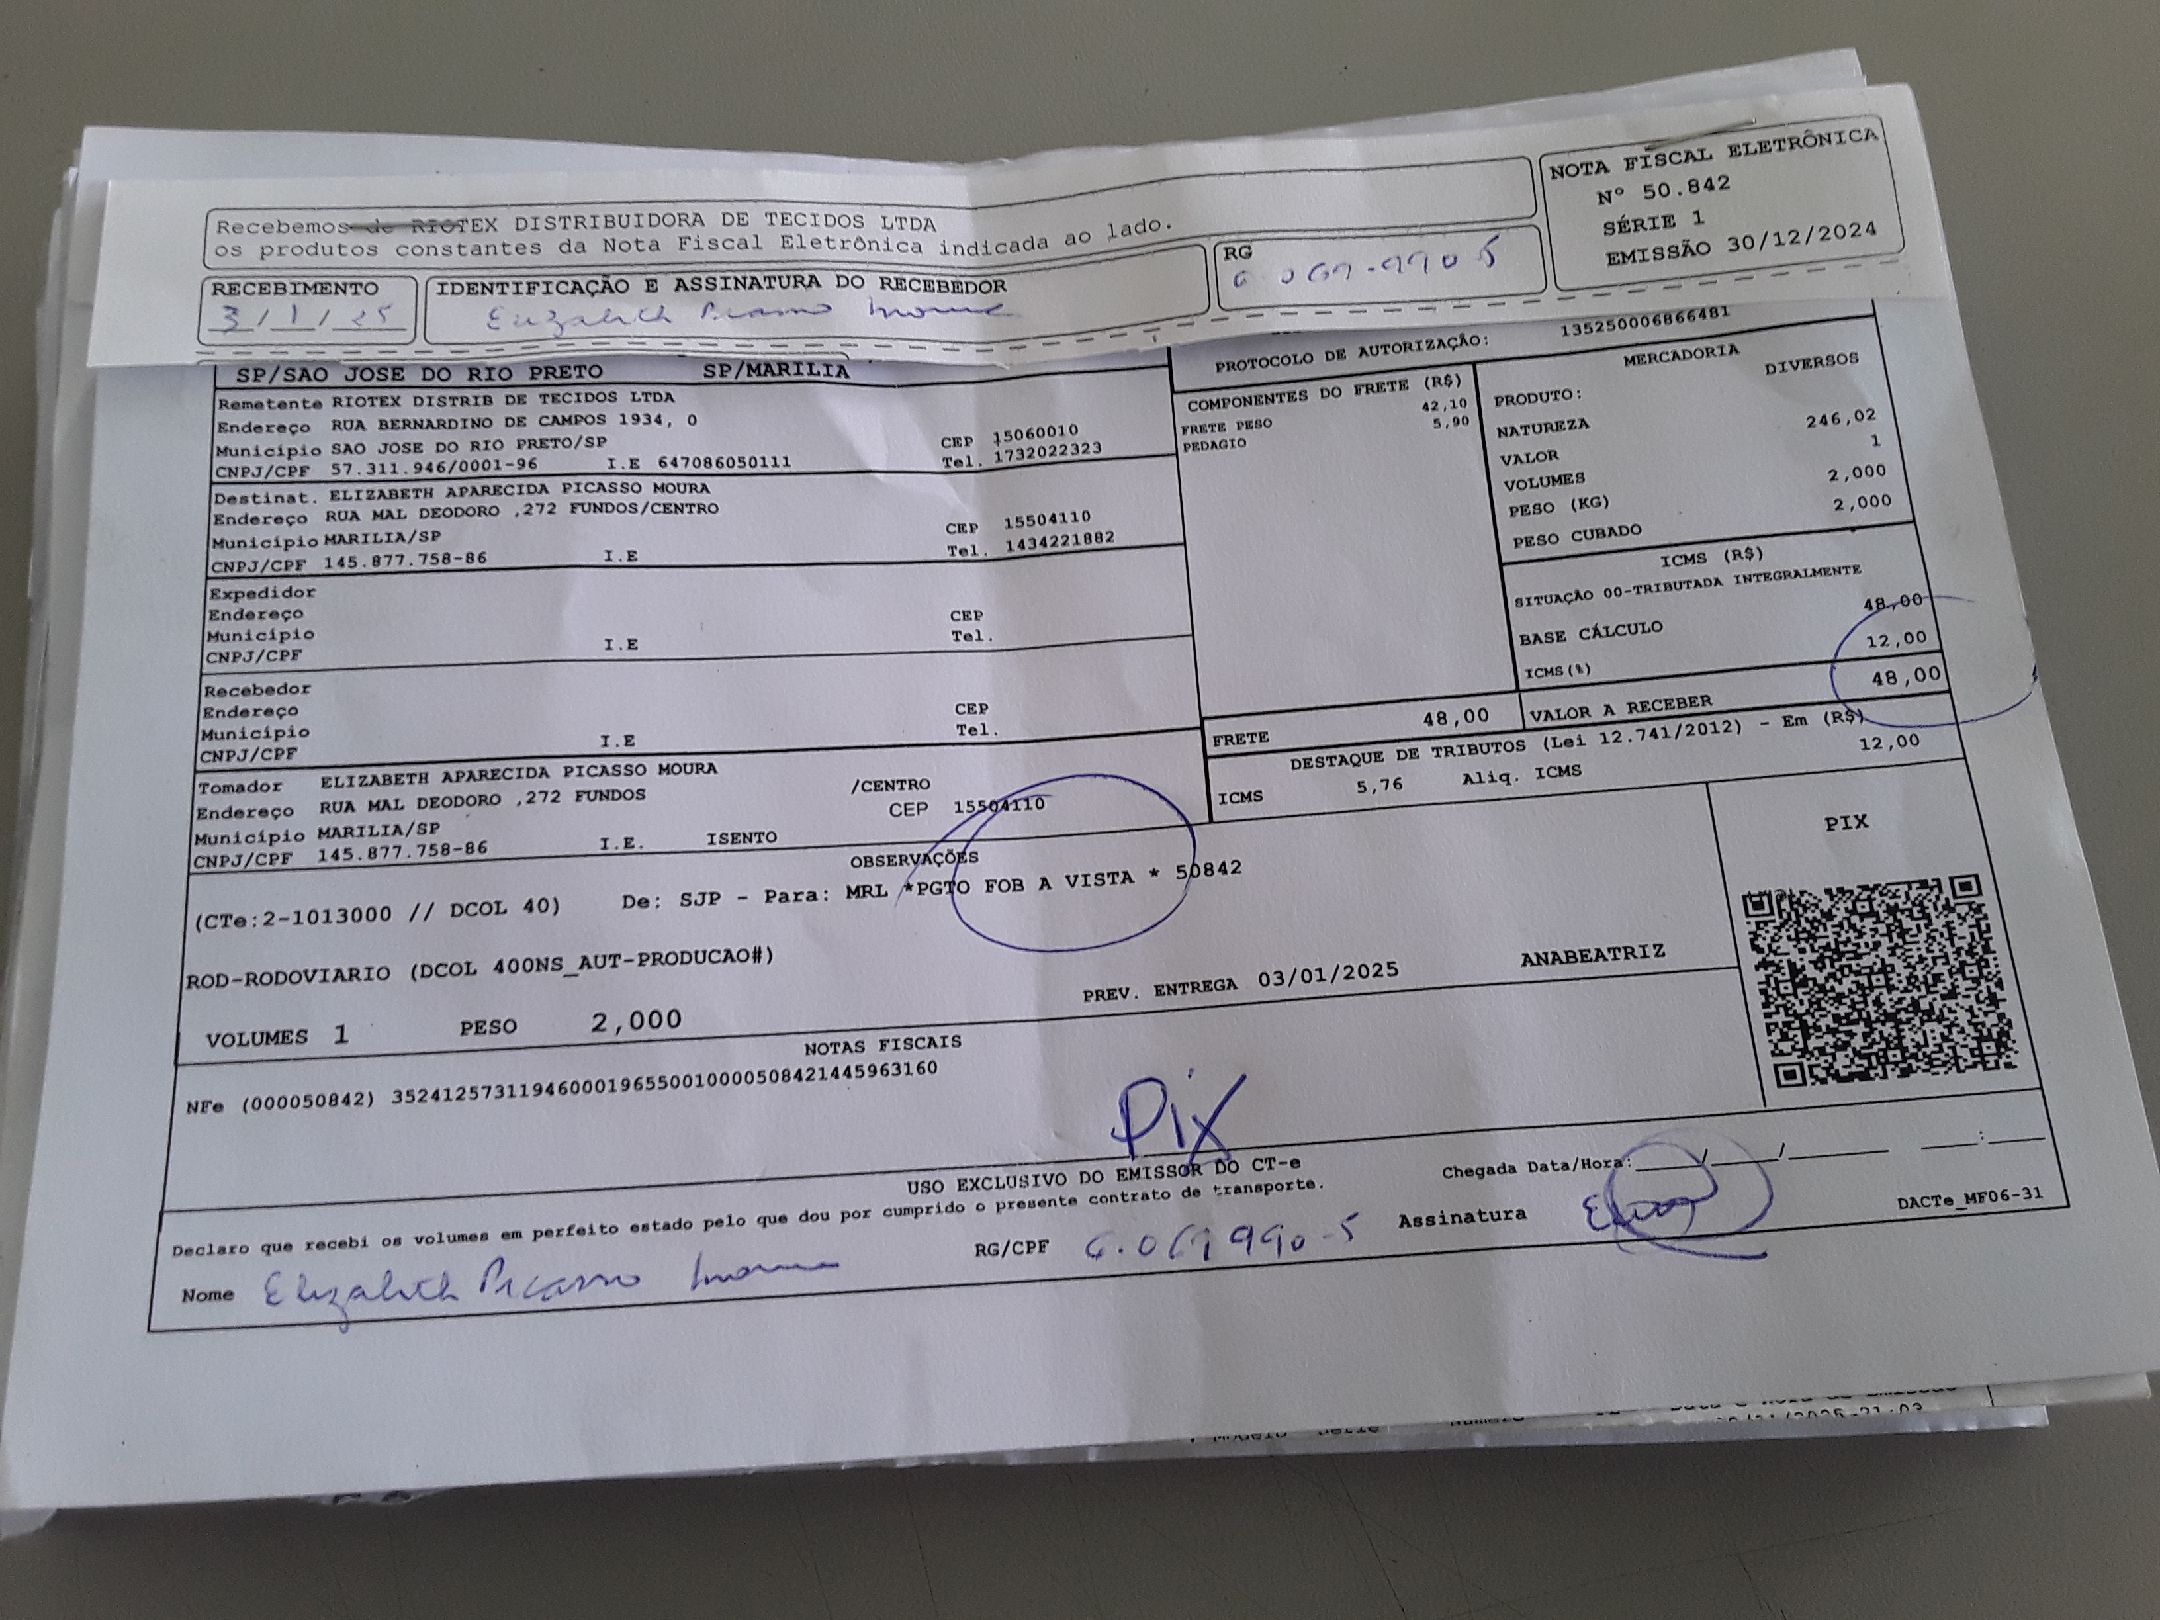 Recebemos de RIOTEX DISTRIBUIDORA DE TECIDOS LTDA
os produtos constantes da Nota Fiscal Eletrônica indicada ao lado.
NOTA FISCAL ELETRÔNICA
Nº 50.842
SÉRIE 1
EMISSÃO 30/12/2024
RECEBIMENTO
3/1/25
IDENTIFICAÇÃO E ASSINATURA DO RECEBEDOR
Elizabeth Picasso Moura
RG
6.069.990-5
SP/SAO JOSE DO RIO PRETO SP/MARILIA
PROTOCOLO DE AUTORIZAÇÃO: 135250006866481
Remetente RIOTEX DISTRIB DE TECIDOS LTDA
Endereço RUA BERNARDINO DE CAMPOS 1934, 0
Município SAO JOSE DO RIO PRETO/SP CEP 15060010
CNPJ/CPF 57.311.946/0001-96 I.E 647086050111 Tel. 1732022323
Destinat. ELIZABETH APARECIDA PICASSO MOURA
Endereço RUA MAL DEODORO ,272 FUNDOS/CENTRO
Município MARILIA/SP CEP 15504110
CNPJ/CPF 145.877.758-86 I.E Tel. 1434221882
Expedidor
Endereço
Município CEP
CNPJ/CPF I.E Tel.
Recebedor
Endereço
Município CEP
CNPJ/CPF I.E Tel.
Tomador ELIZABETH APARECIDA PICASSO MOURA
Endereço RUA MAL DEODORO ,272 FUNDOS /CENTRO
Município MARILIA/SP CEP 15504110
CNPJ/CPF 145.877.758-86 I.E. ISENTO
COMPONENTES DO FRETE (R$)
FRETE PESO 42,10
PEDAGIO 5,90
MERCADORIA
PRODUTO: DIVERSOS
NATUREZA
VALOR 246,02
VOLUMES 1
PESO (KG) 2,000
PESO CUBADO 2,000
ICMS (R$)
SITUAÇÃO 00-TRIBUTADA INTEGRALMENTE
BASE CÁLCULO 48,00
ICMS(%) 12,00
FRETE 48,00 VALOR A RECEBER 48,00
DESTAQUE DE TRIBUTOS (Lei 12.741/2012) - Em (R$)
ICMS 5,76 Aliq. ICMS 12,00
OBSERVAÇÕES
(CTe:2-1013000 // DCOL 40) De: SJP - Para: MRL *PGTO FOB A VISTA * 50842
ROD-RODOVIARIO (DCOL 400NS_AUT-PRODUCAO#)
PREV. ENTREGA 03/01/2025 ANABEATRIZ
VOLUMES 1 PESO 2,000
PIX
NOTAS FISCAIS
NFe (000050842) 35241257311946000196550010000508421445963160
Pix
USO EXCLUSIVO DO EMISSOR DO CT-e
Declaro que recebi os volumes em perfeito estado pelo que dou por cumprido o presente contrato de transporte.
Chegada Data/Hora:____/____/______ ____:____
Nome Elizabeth Picasso Moura RG/CPF 6.069990-5 Assinatura
DACTe_MF06-31